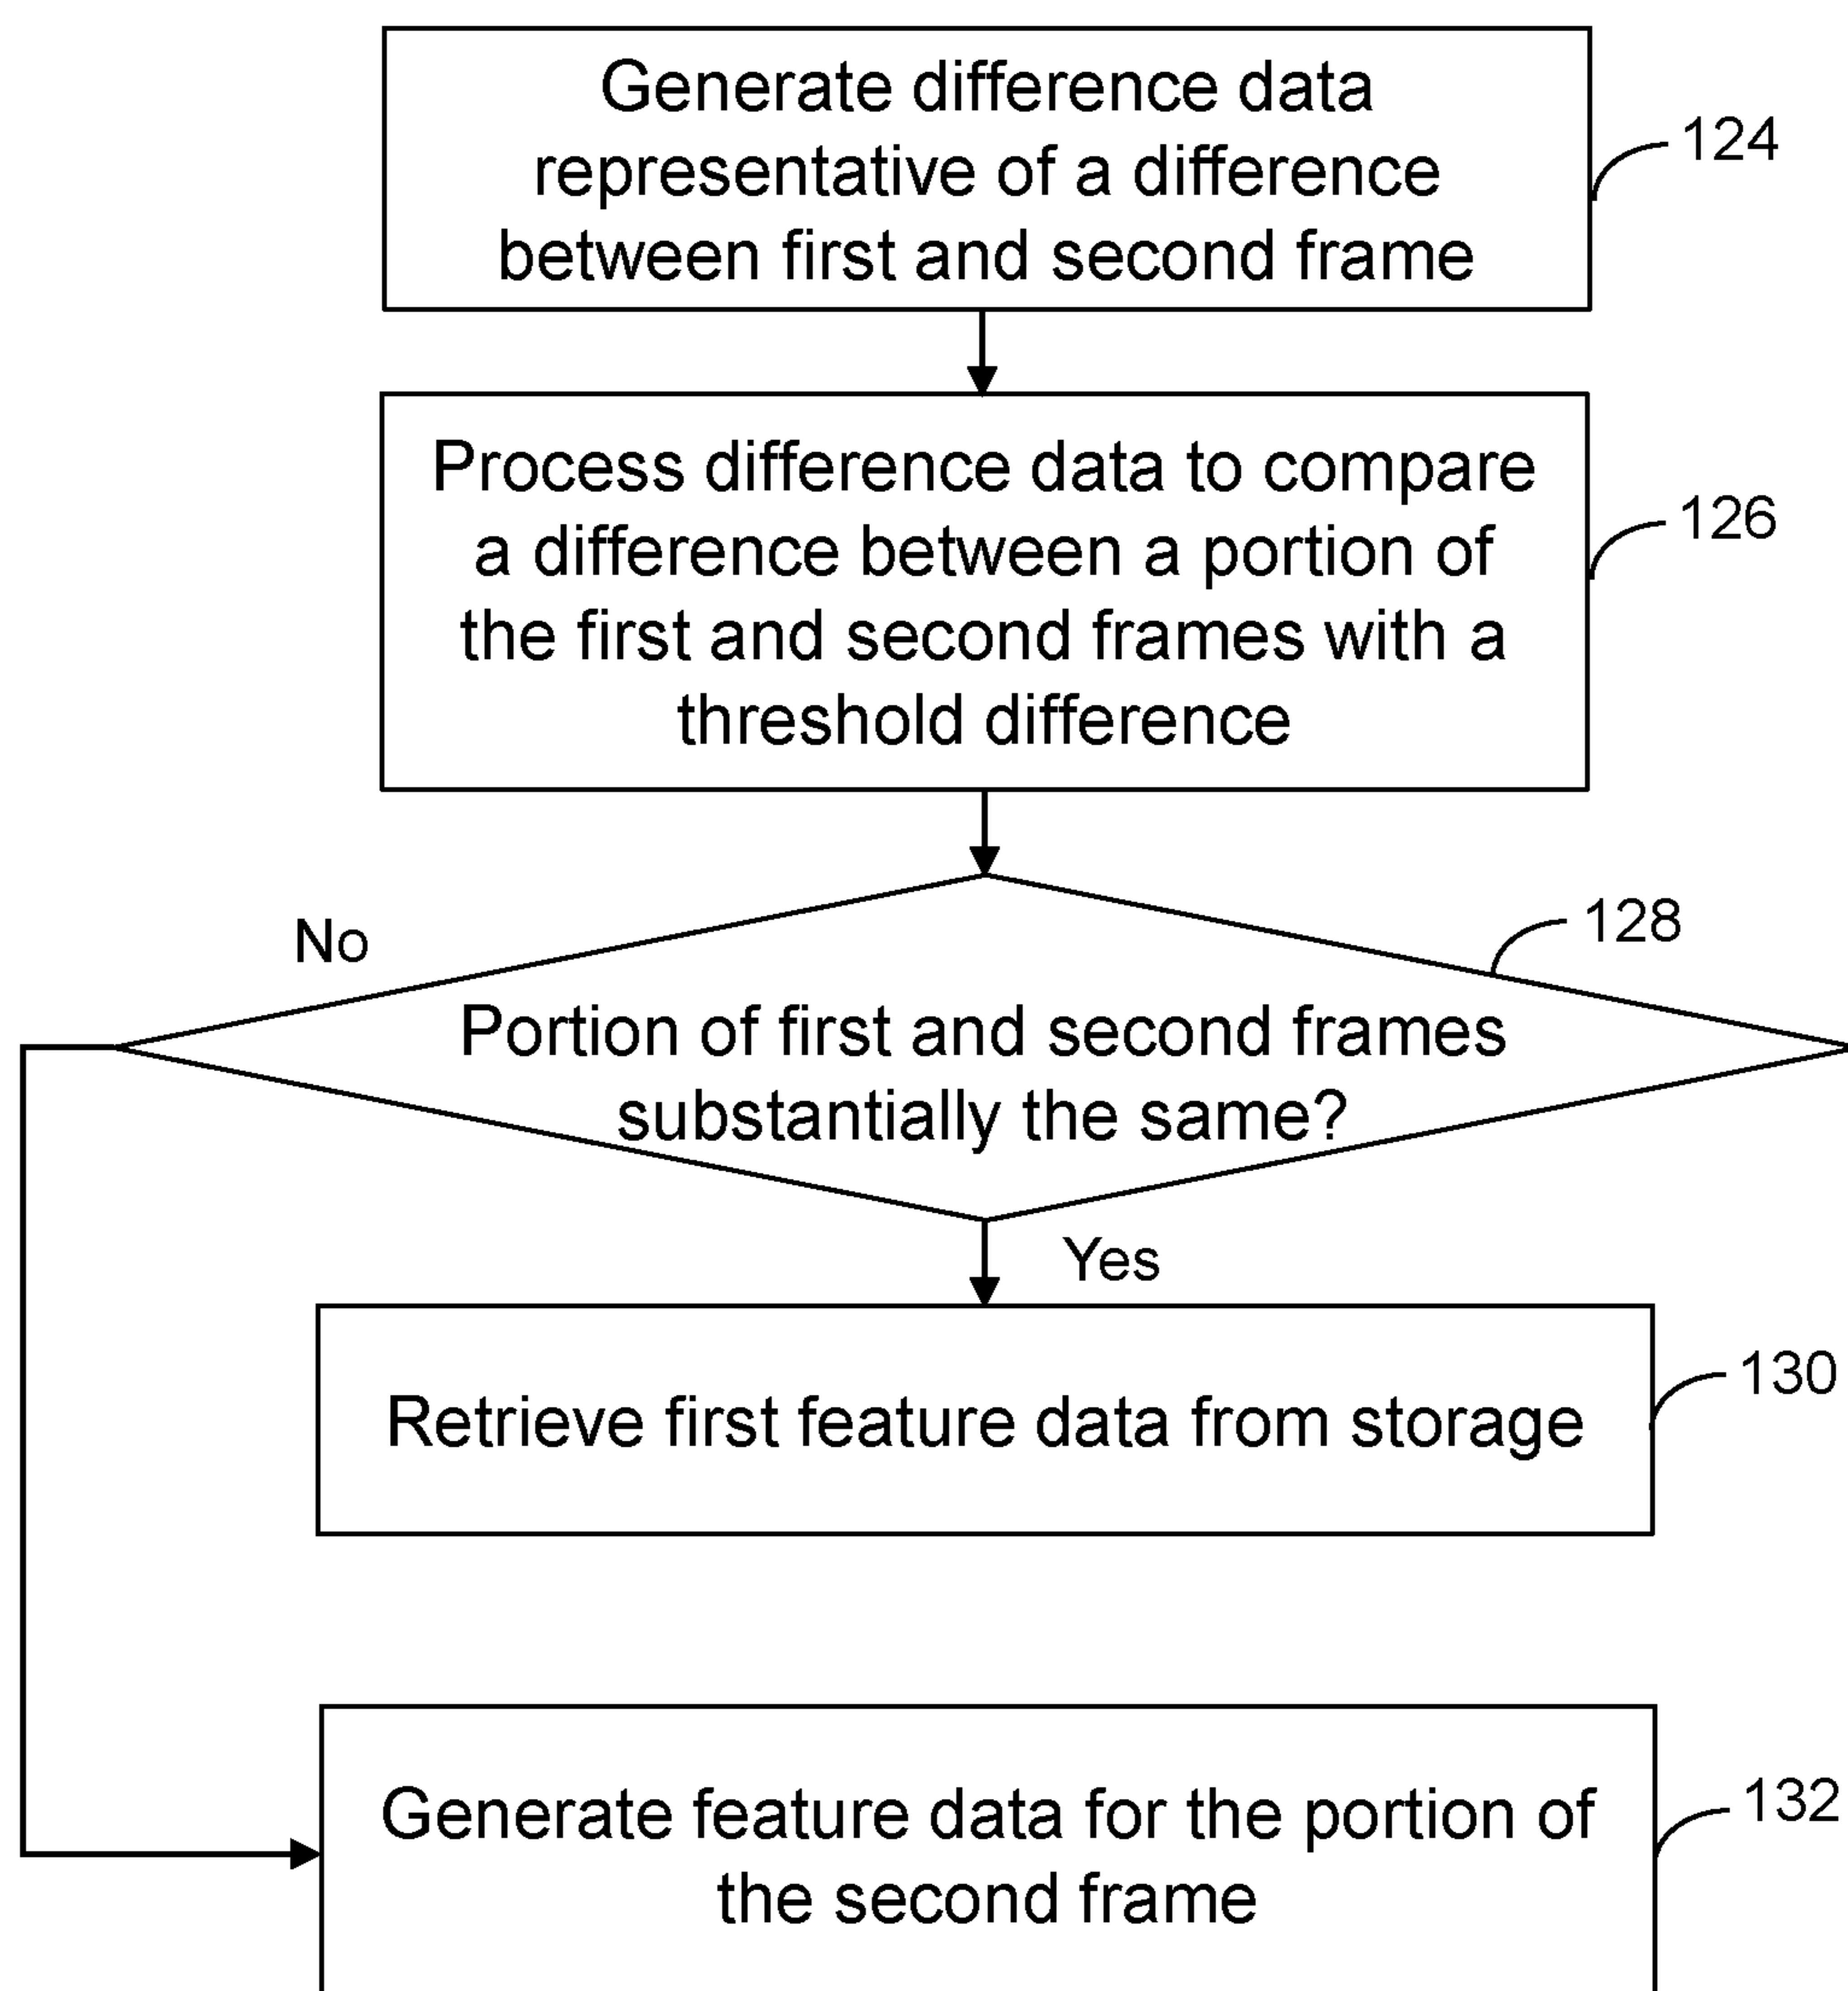 Generate difference data
representative of a difference
between first and second frame
124
Process difference data to compare
a difference between a portion of
the first and second frames with a
threshold difference
126
No
128
Portion of first and second frames
substantially the same?
Yes
Retrieve first feature data from storage
130
Generate feature data for the portion of
the second frame
132